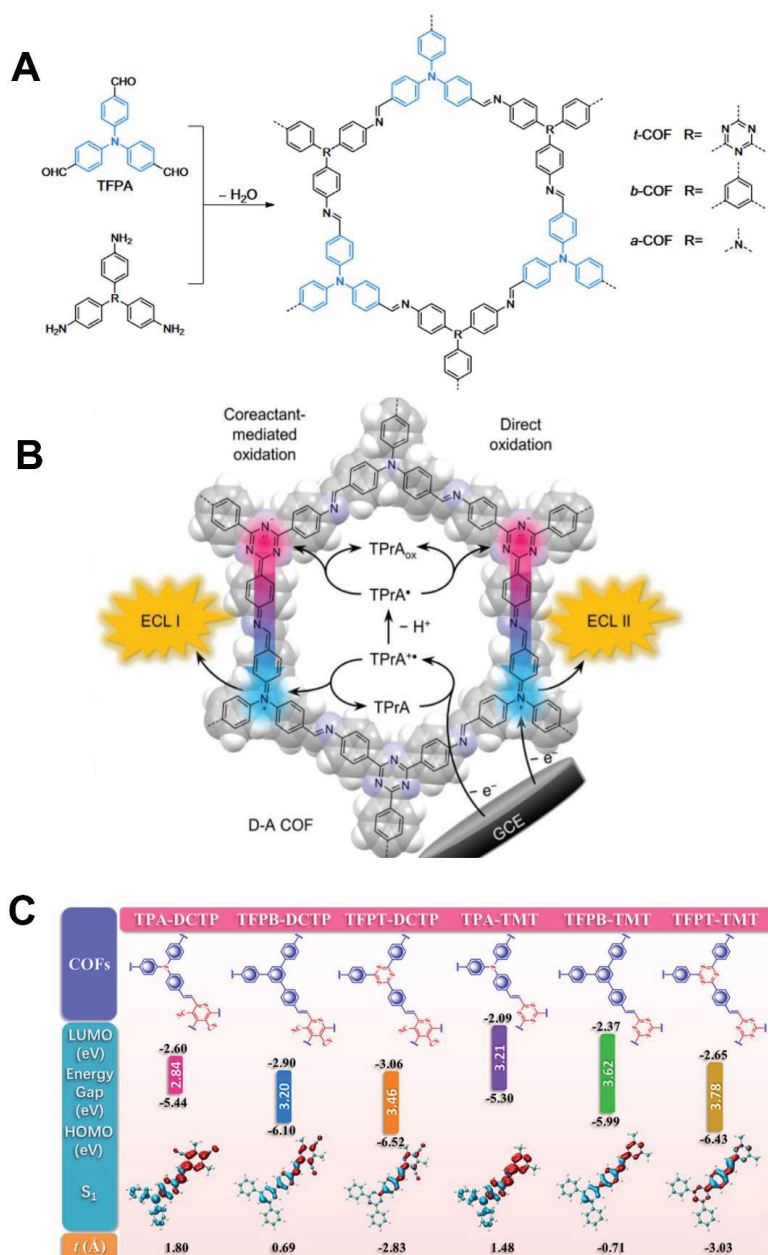 A
CHO
N
OHC
CHO
TFPA
NH2
R
H2N
NH2
– H2O
N
N
N
R
R
N
N
N
N
N
N
R
t-COF R=
N
N
N
b-COF R=
a-COF R=
N
B
Coreactant-
mediated
oxidation
Direct
oxidation
TPrAox
TPrA•
– H+
TPrA+•
TPrA
ECL I
ECL II
– e–
– e–
GCE
D-A COF
C
TPA-DCTP TFPB-DCTP TFPT-DCTP TPA-TMT TFPB-TMT TFPT-TMT
COFs
LUMO
(eV)
-2.60 -2.90 -3.06 -2.09 -2.37 -2.65
Energy
Gap
(eV)
2.84 3.20 3.46 3.21 3.62 3.78
HOMO
(eV)
-5.44 -6.10 -6.52 -5.30 -5.99 -6.43
S1
t (Å) 1.80 0.69 -2.83 1.48 -0.71 -3.03